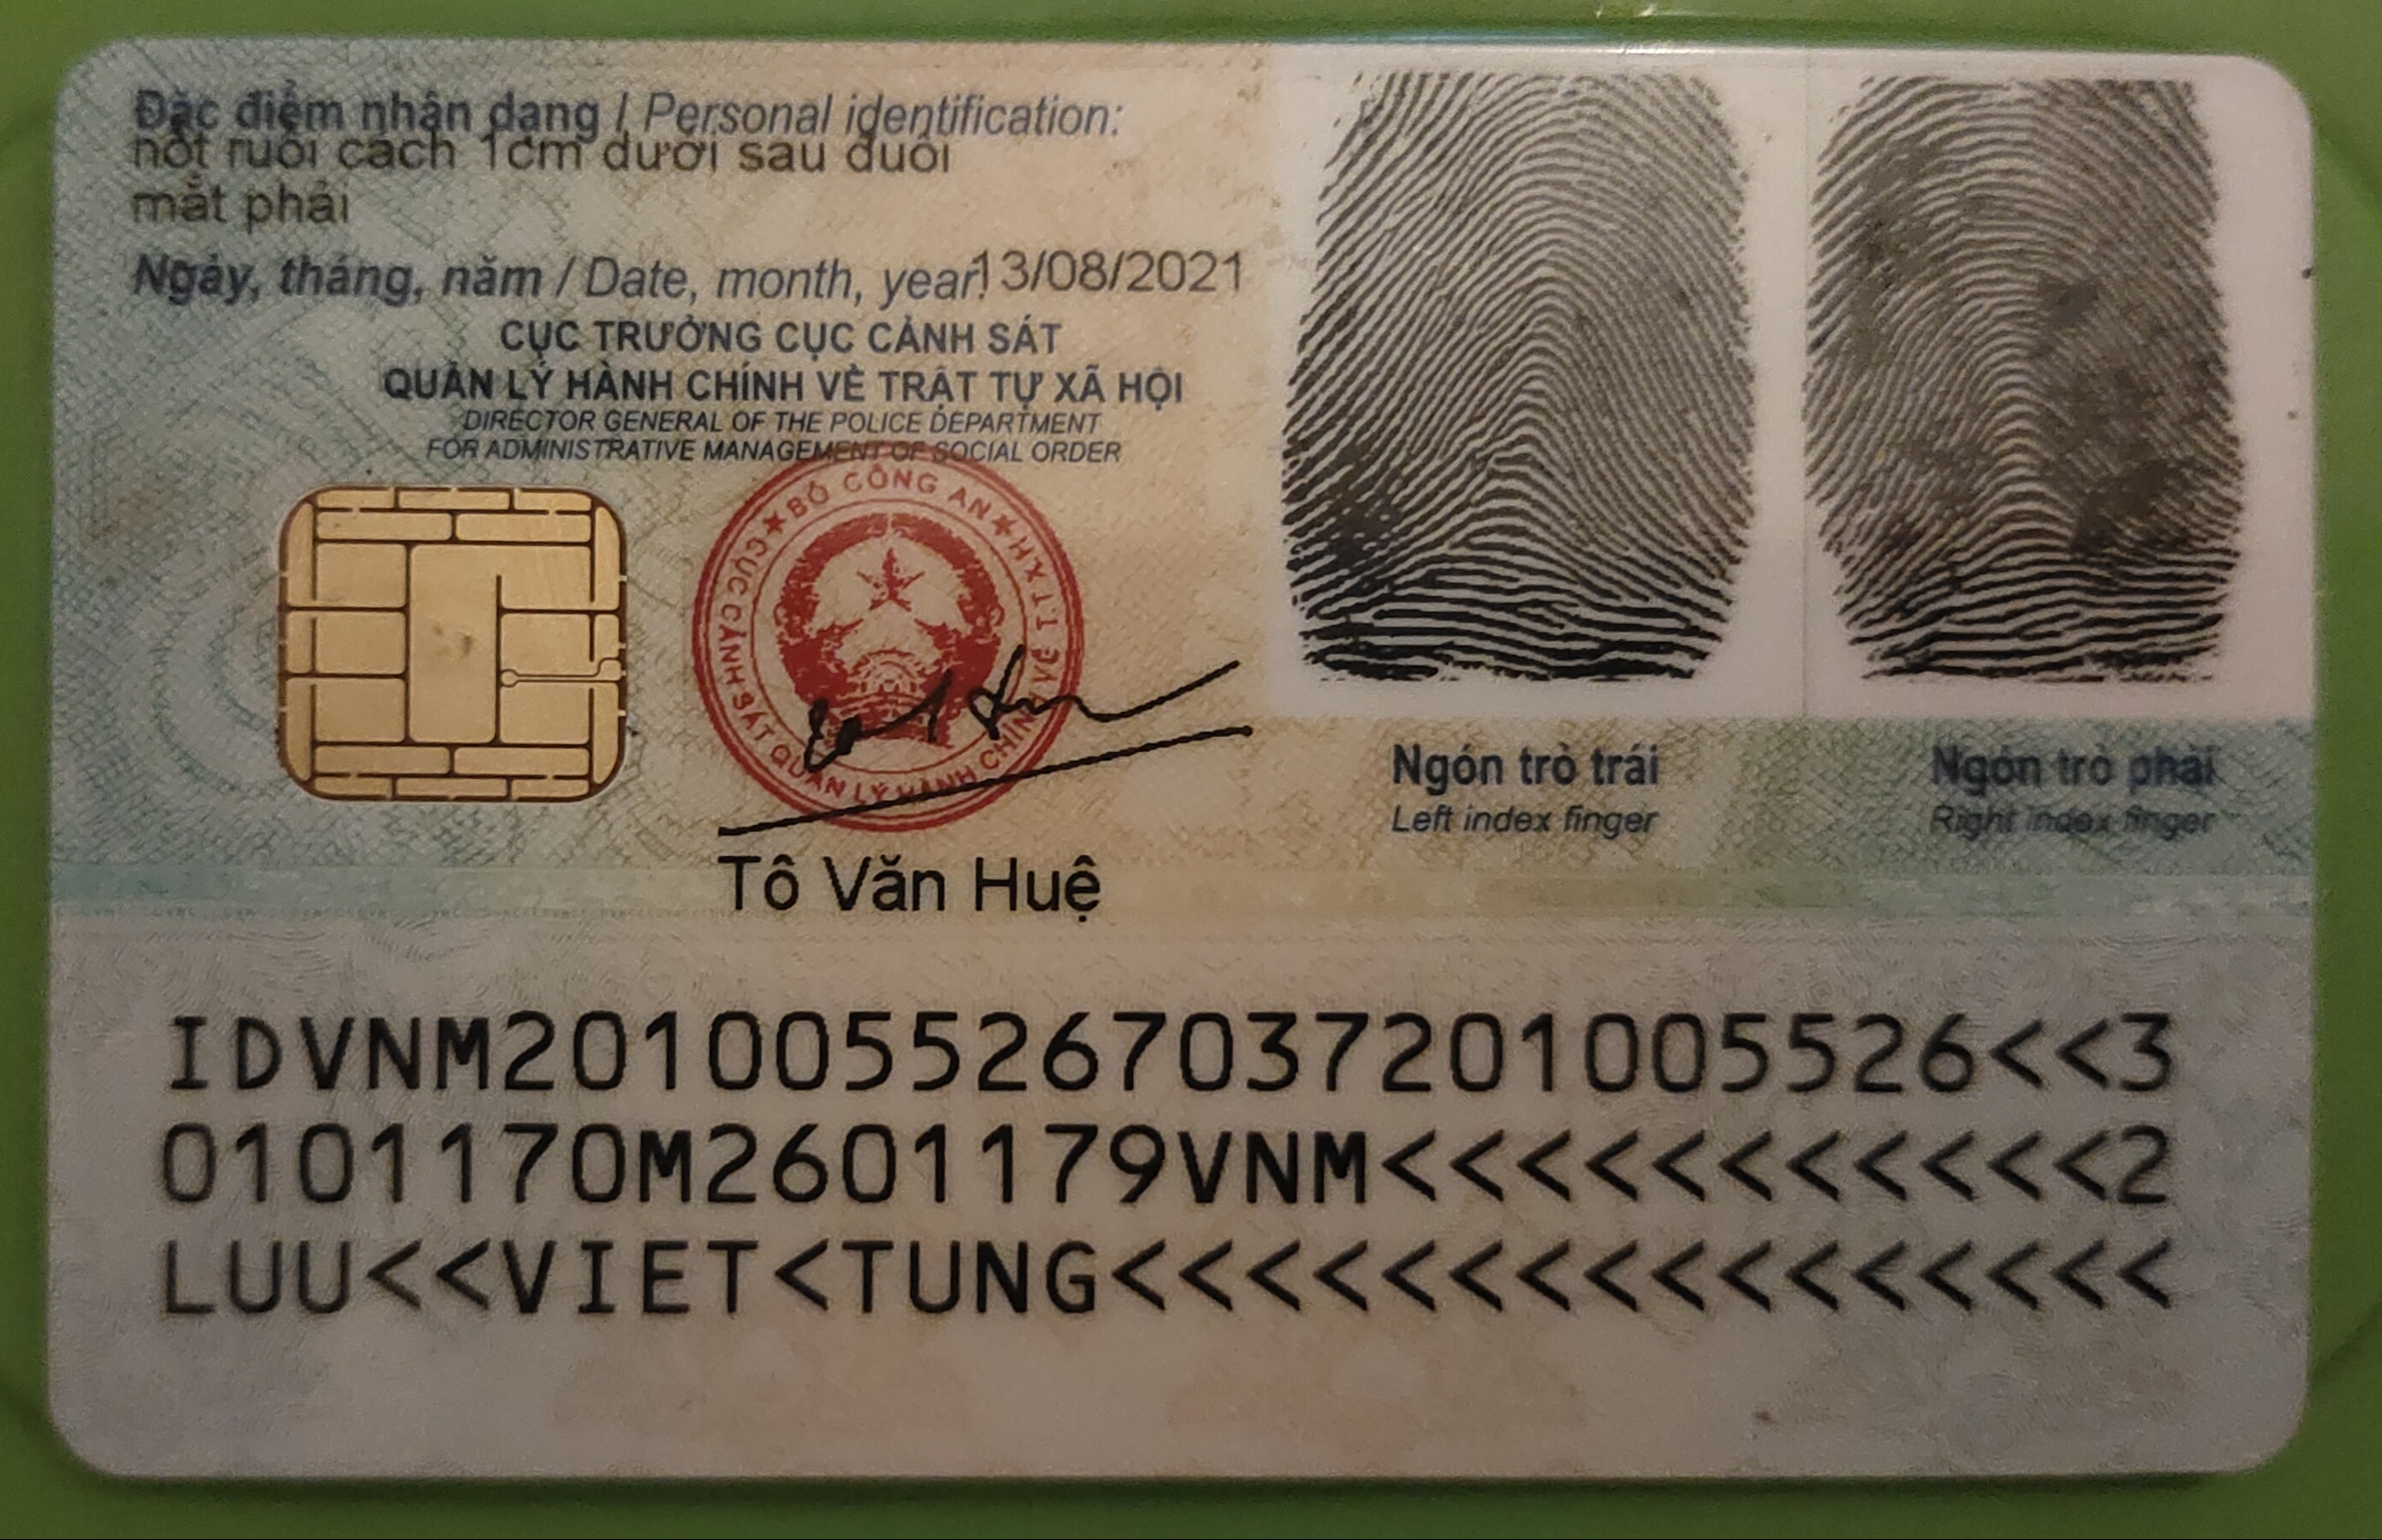 Đặc điểm nhân dạng / Personal identification:
nốt ruồi cách 1cm dưới sau đuôi
mắt phải
Ngày, tháng, năm / Date, month, year: 13/08/2021
CỤC TRƯỞNG CỤC CẢNH SÁT
QUẢN LÝ HÀNH CHÍNH VỀ TRẬT TỰ XÃ HỘI
DIRECTOR GENERAL OF THE POLICE DEPARTMENT
FOR ADMINISTRATIVE MANAGEMENT OF SOCIAL ORDER
★ BỘ CÔNG AN ★
CỤC CẢNH SÁT QUẢN LÝ HÀNH CHÍNH VỀ T.T.XH
Tô Văn Huệ
Ngón trỏ trái
Left index finger
Ngón trỏ phải
Right index finger
IDVNM2010055267037201005526<<3
0101170M2601179VNM<<<<<<<<<<<2
LUU<<VIET<TUNG<<<<<<<<<<<<<<<<